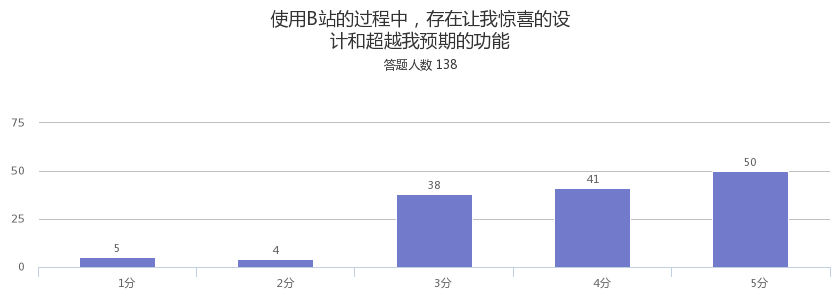 使用B站的过程中，存在让我惊喜的设
计和超越我预期的功能
答题人数 138
75
50
25
0
5
4
38
41
50
1分
2分
3分
4分
5分